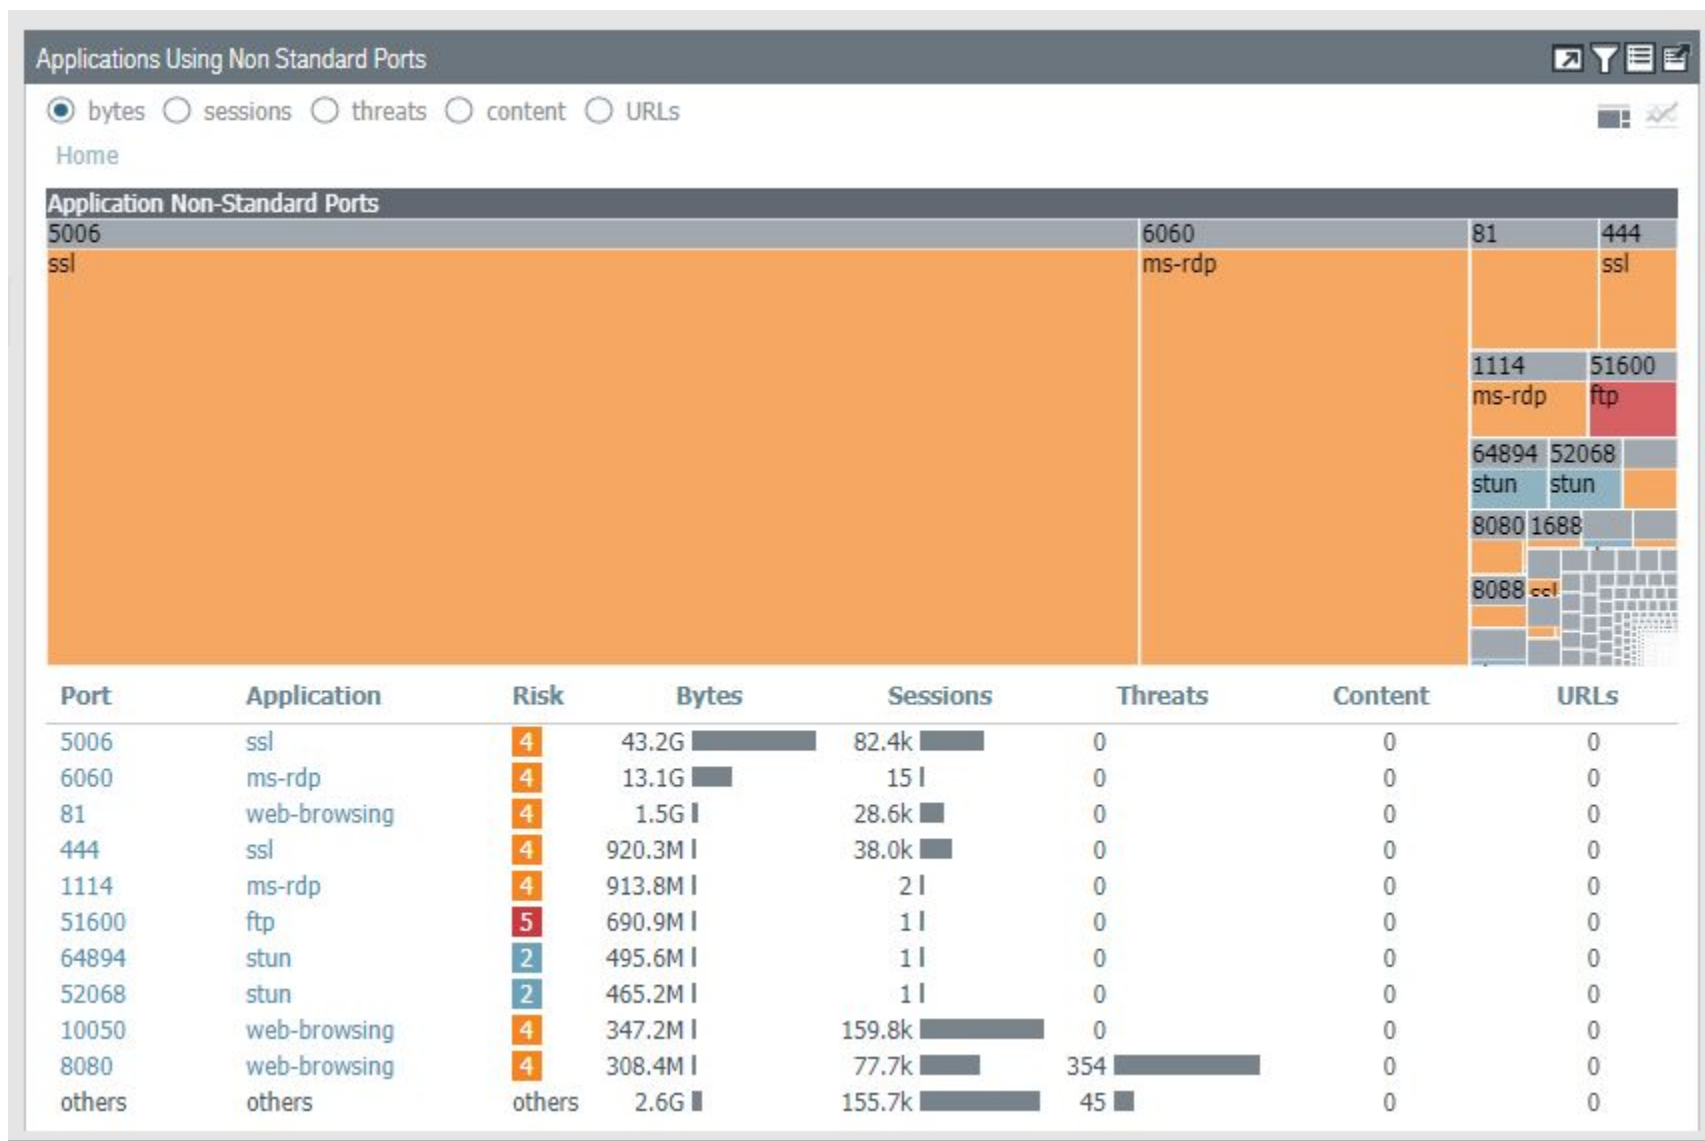 Applications Using Non Standard Ports
bytes sessions threats content URLs
Home
Application Non-Standard Ports
5006 6060 81 444
ssl ms-rdp ssl
1114 51600
ms-rdp ftp
64894 52068
stun stun
8080 1688
8088 ssl
Port Application Risk Bytes Sessions Threats Content URLs
5006 ssl 4 43.2G 82.4k 0 0 0
6060 ms-rdp 4 13.1G 15 0 0 0
81 web-browsing 4 1.5G 28.6k 0 0 0
444 ssl 4 920.3M 38.0k 0 0 0
1114 ms-rdp 4 913.8M 2 0 0 0
51600 ftp 5 690.9M 1 0 0 0
64894 stun 2 495.6M 1 0 0 0
52068 stun 2 465.2M 1 0 0 0
10050 web-browsing 4 347.2M 159.8k 0 0 0
8080 web-browsing 4 308.4M 77.7k 354 0 0
others others others 2.6G 155.7k 45 0 0